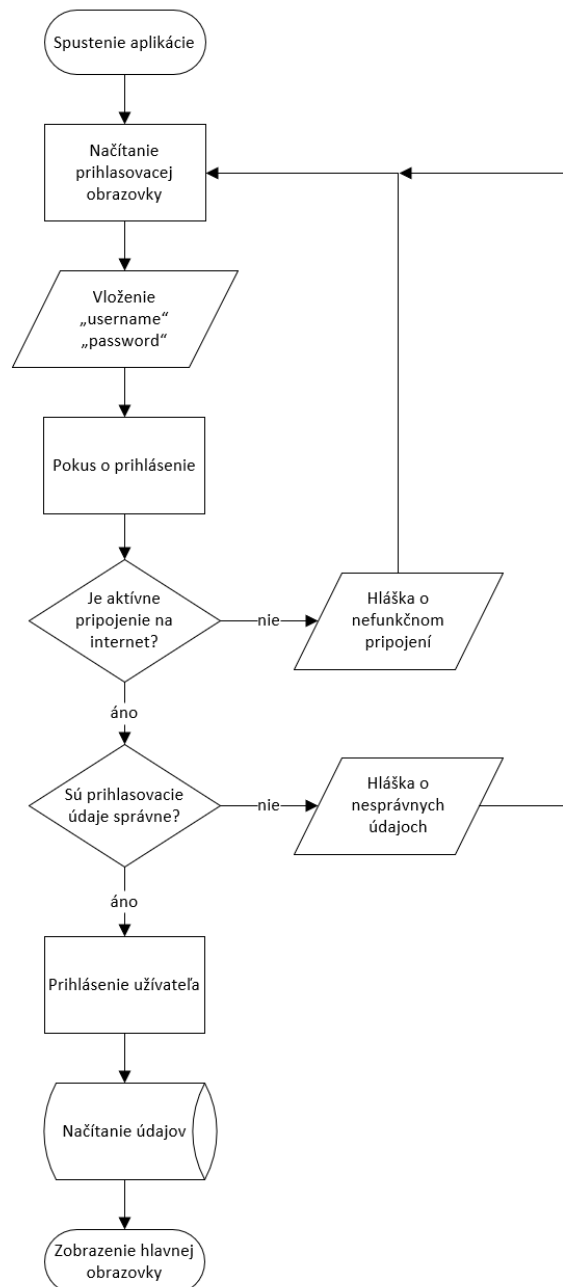 Spustenie aplikácie
Načítanie
prihlasovacej
obrazovky
Vloženie
„username“
„password“
Pokus o prihlásenie
Je aktívne
pripojenie na
internet?
nie
Hláška o
nefunkčnom
pripojení
áno
Sú prihlasovacie
údaje správne?
nie
Hláška o
nesprávnych
údajoch
áno
Prihlásenie užívateľa
Načítanie údajov
Zobrazenie hlavnej
obrazovky